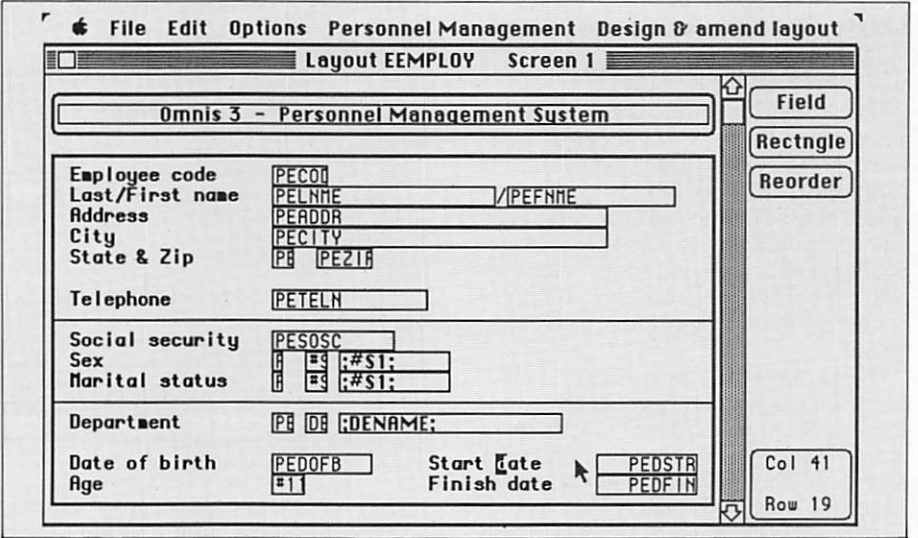 File Edit Options Personnel Management Design & amend layout
Layout EEMPLOY Screen 1
Omnis 3 - Personnel Management System
Field
Rectngle
Reorder
Employee code PECOD
Last/First name PELNME /PEFNME
Address PEADDR
City PECITY
State & Zip PE PEZIP
Telephone PETELN
Social security PESOSC
Sex #S ;#S1;
Marital status #S ;#S1;
Department PE DE ;DENAME;
Date of birth PEDOFB Start date PEDSTR
Age #11 Finish date PEDFIN
Col 41
Row 19